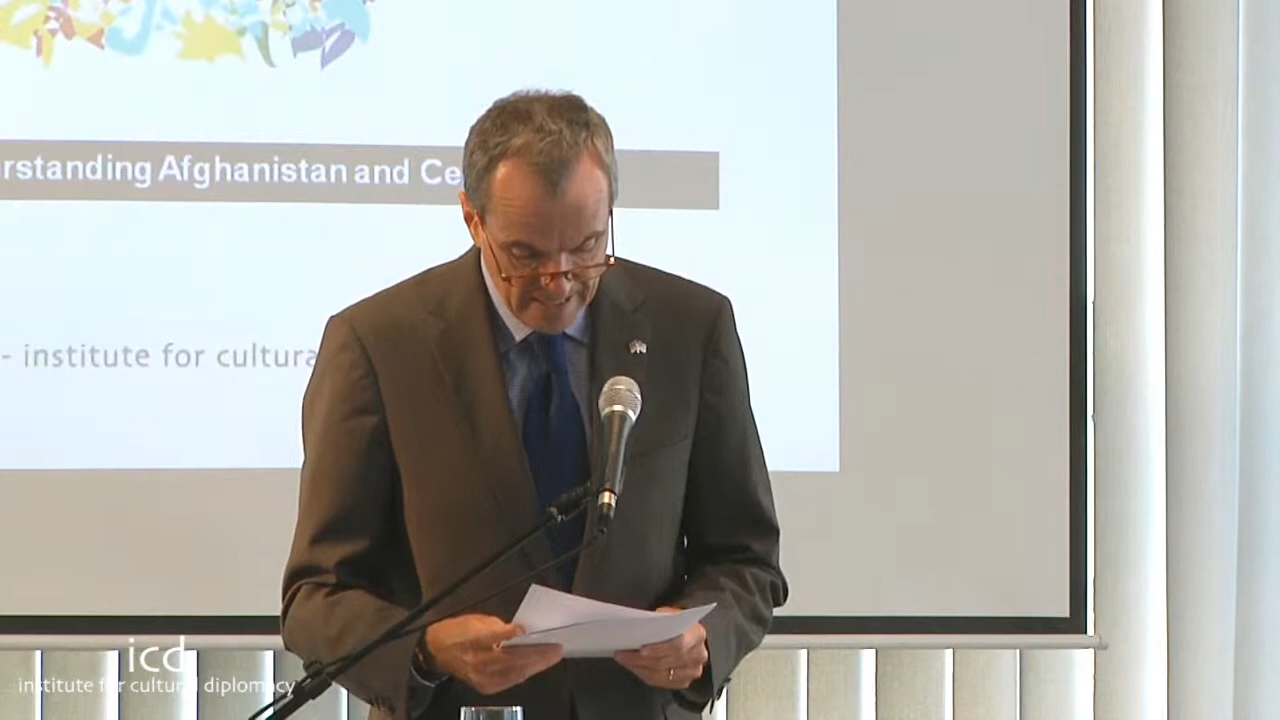 rstanding Afghanistan and Ce
- institute for cultura
icd
institute for cultural diplomacy